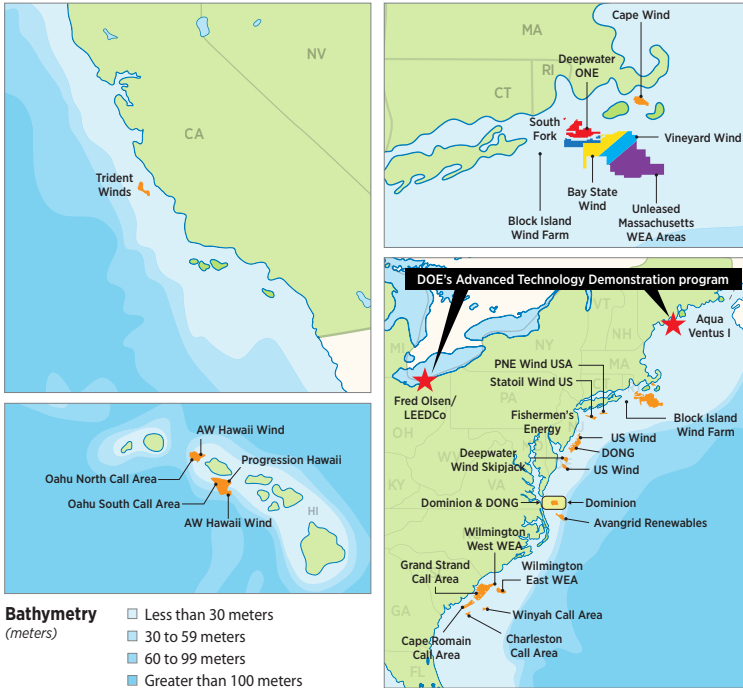 NV
CA
Trident
Winds
MA
Cape Wind
Deepwater
ONE
RI
CT
South
Fork
Vineyard Wind
Bay State
Wind
Block Island
Wind Farm
Unleased
Massachusetts
WEA Areas
AW Hawaii Wind
Progression Hawaii
Oahu North Call Area
Oahu South Call Area
AW Hawaii Wind
HI
DOE's Advanced Technology Demonstration program
VT
Aqua
Ventus I
NH
MI
NY
MA
PNE Wind USA
CT
Statoil Wind US
Fred Olsen/
LEEDCo
PA
Fishermen's
Energy
Block Island
Wind Farm
OH
US Wind
DONG
Deepwater
Wind Skipjack
US Wind
WV
KY
VA
Dominion & DONG
Dominion
Avangrid Renewables
Wilmington
West WEA
Grand Strand
Call Area
Wilmington
East WEA
GA
Winyah Call Area
Cape Romain
Call Area
Charleston
Call Area
FL
Bathymetry
(meters)
Less than 30 meters
30 to 59 meters
60 to 99 meters
Greater than 100 meters